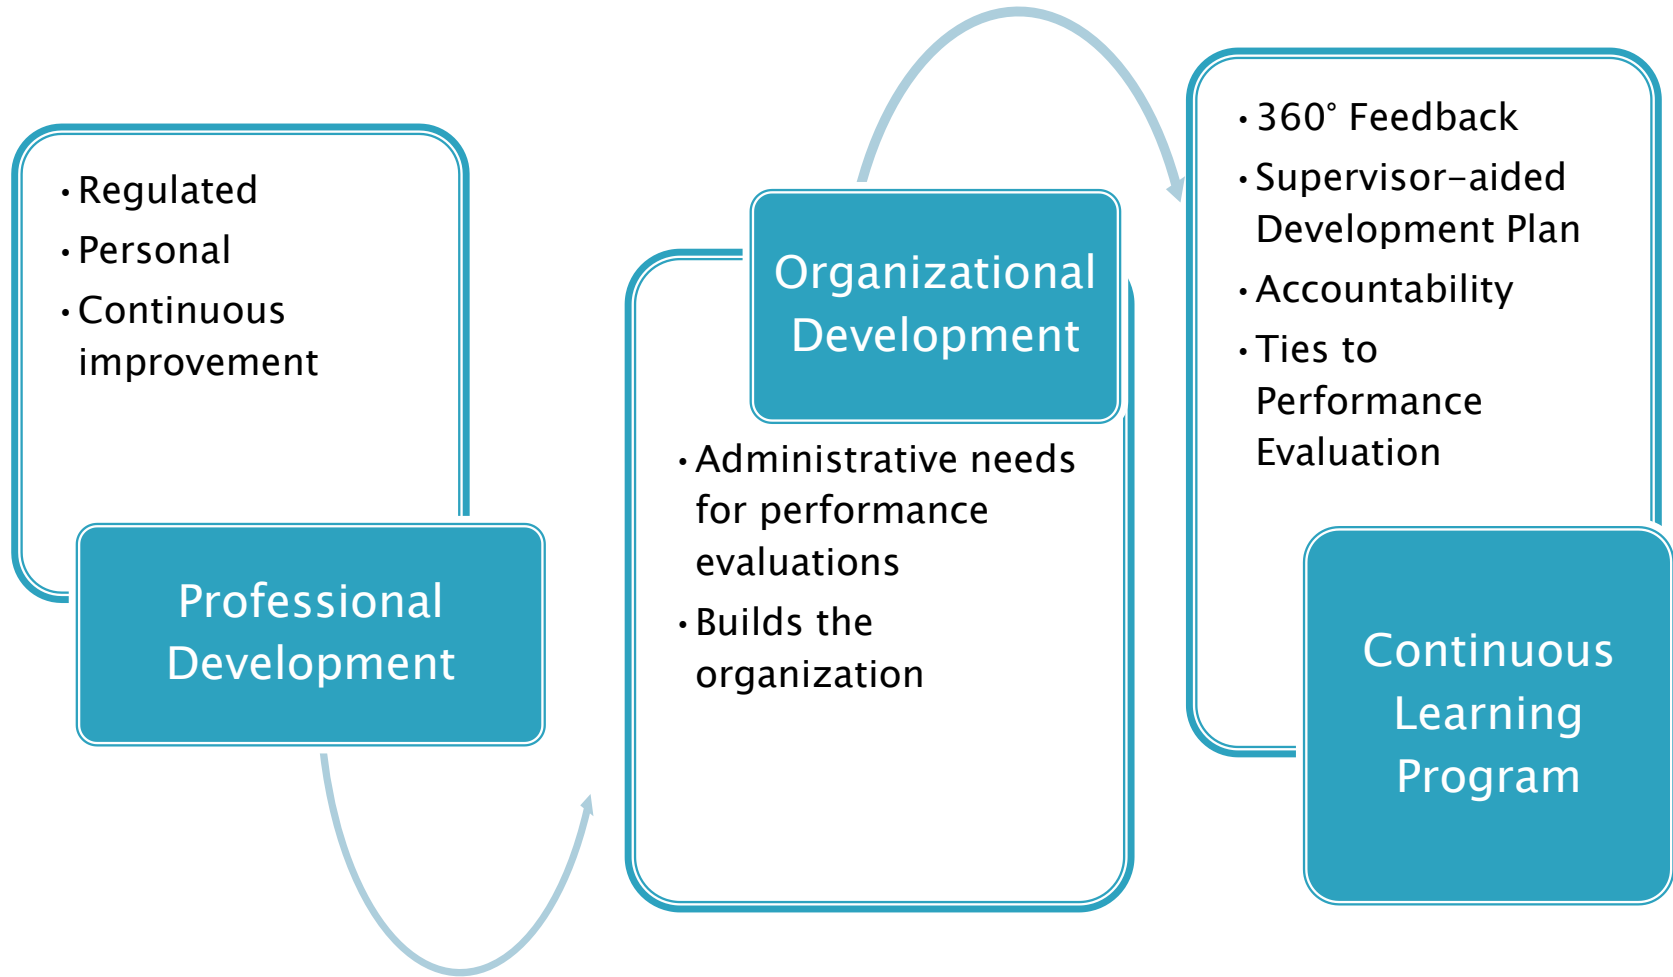 • Regulated
• Personal
• Continuous
improvement
Professional
Development
Organizational
Development
• Administrative needs
for performance
evaluations
• Builds the
organization
• 360° Feedback
• Supervisor-aided
Development Plan
• Accountability
• Ties to
Performance
Evaluation
Continuous
Learning
Program